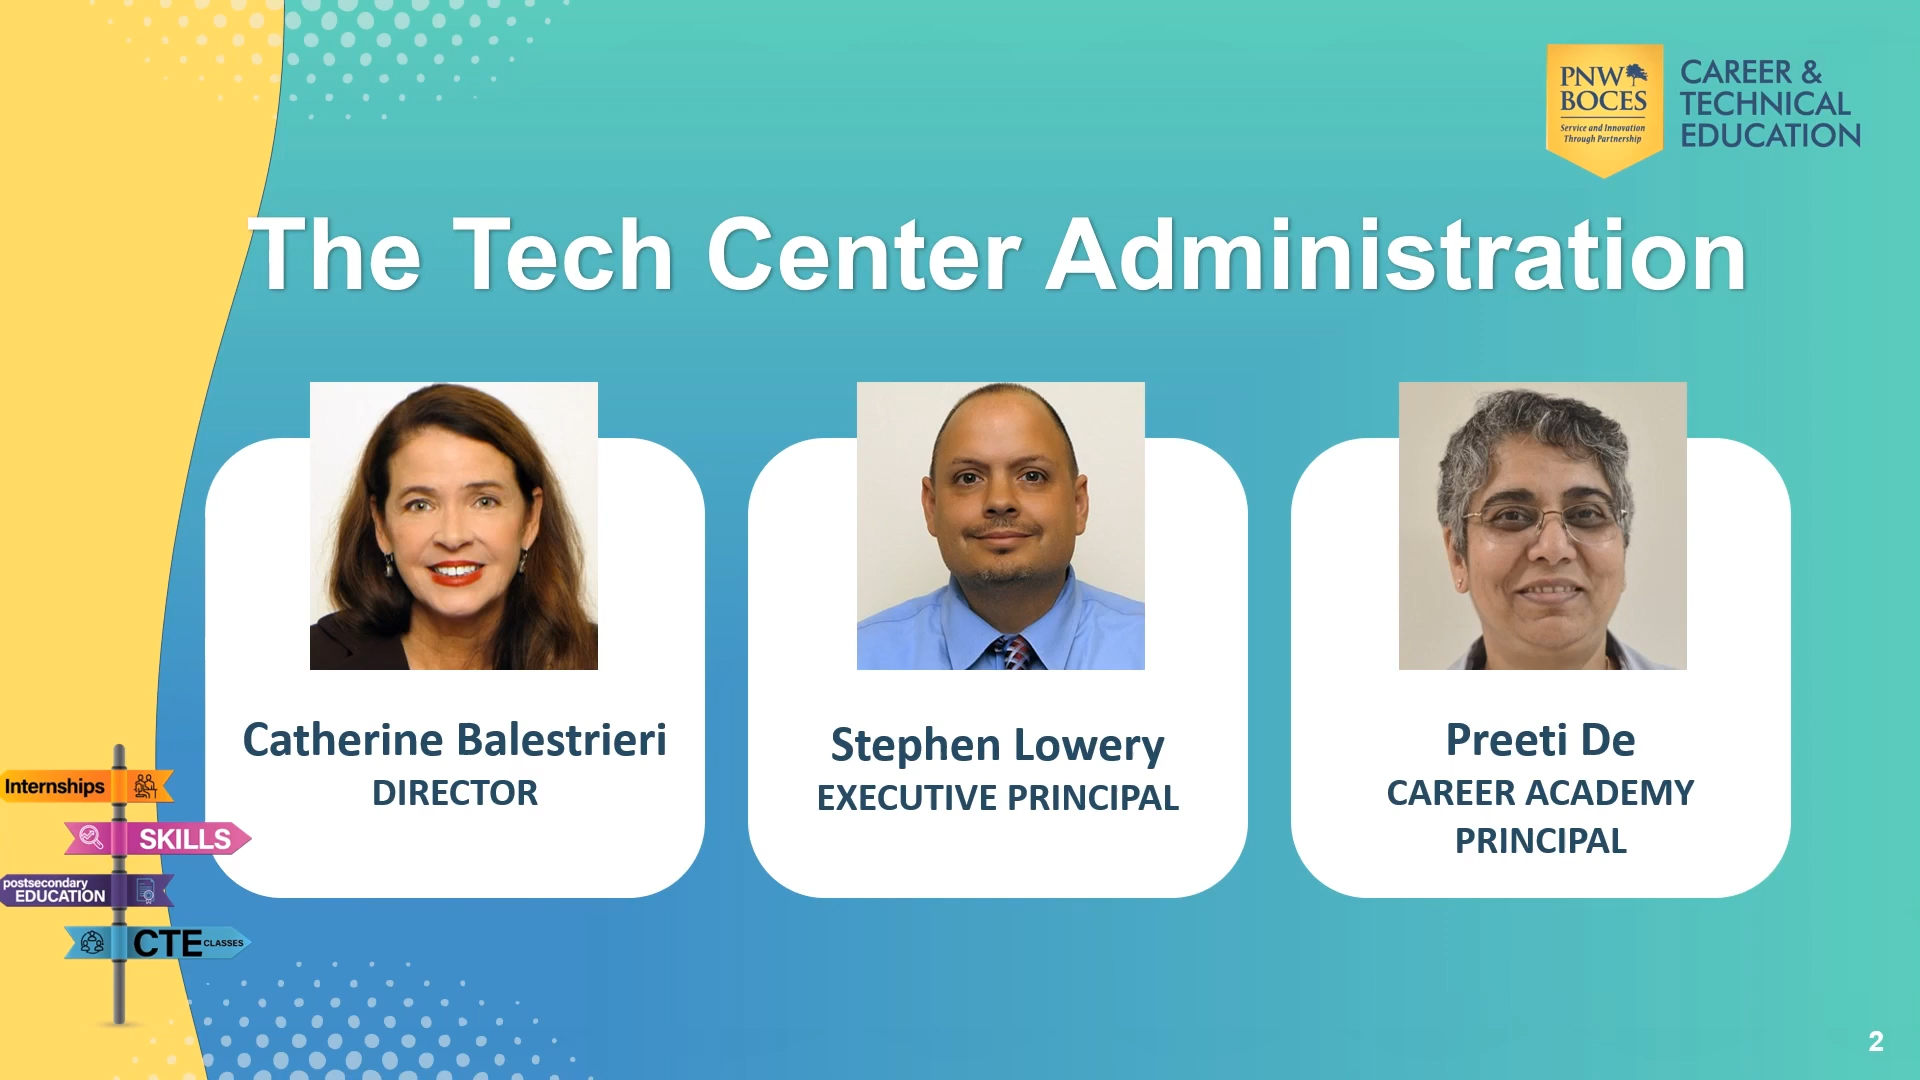 PNW
BOCES
Service and Innovation
Through Partnership
CAREER &
TECHNICAL
EDUCATION
The Tech Center Administration
Catherine Balestrieri
DIRECTOR
Stephen Lowery
EXECUTIVE PRINCIPAL
Preeti De
CAREER ACADEMY
PRINCIPAL
Internships
SKILLS
postsecondary
EDUCATION
CTE CLASSES
2